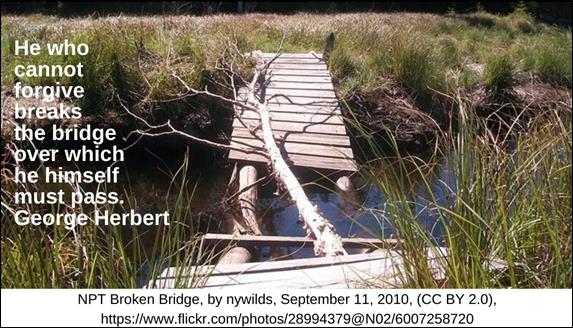 He who
cannot
forgive
breaks
the bridge
over which
he himself
must pass.
George Herbert
NPT Broken Bridge, by nywilds, September 11, 2010, (CC BY 2.0),
https://www.flickr.com/photos/28994379@N02/6007258720